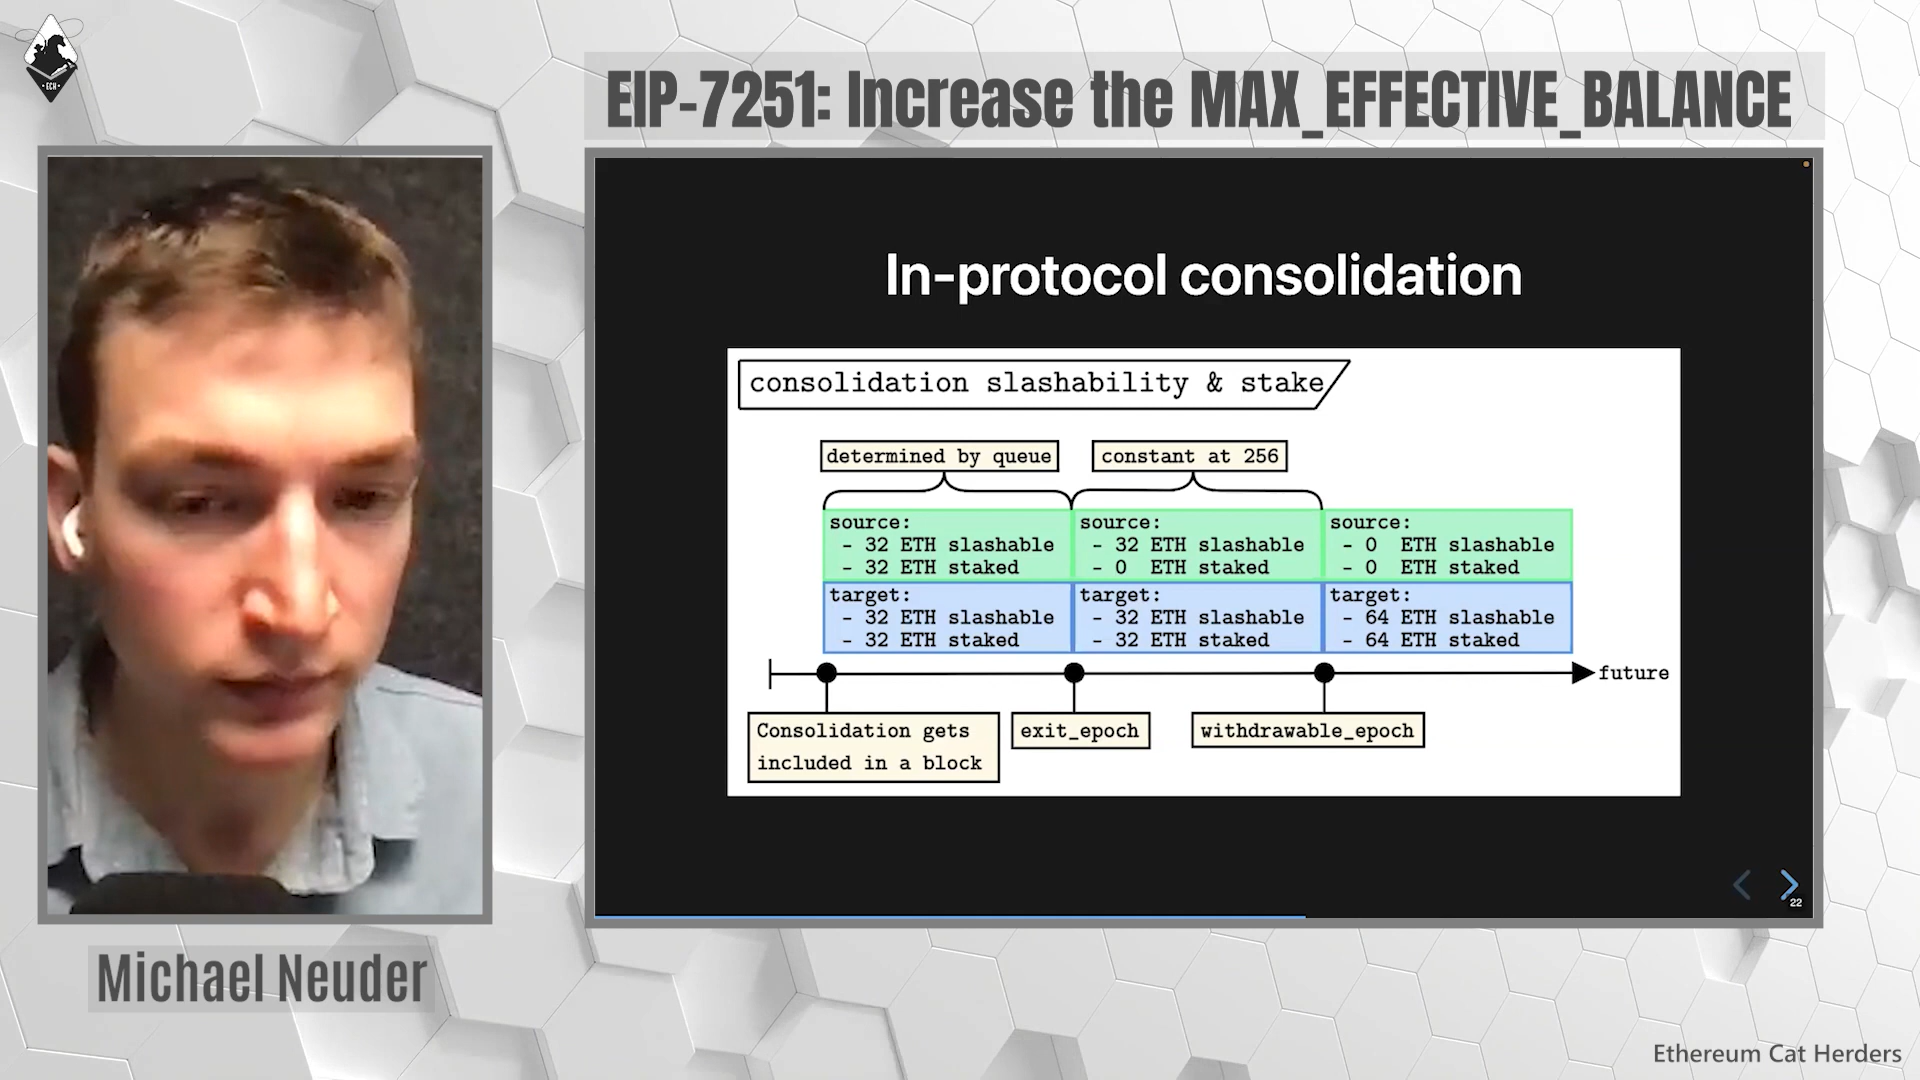 ECH
EIP-7251: Increase the MAX_EFFECTIVE_BALANCE
In-protocol consolidation
consolidation slashability & stake
determined by queue
constant at 256
source:
- 32 ETH slashable
- 32 ETH staked
source:
- 32 ETH slashable
- 0 ETH staked
source:
- 0 ETH slashable
- 0 ETH staked
target:
- 32 ETH slashable
- 32 ETH staked
target:
- 32 ETH slashable
- 32 ETH staked
target:
- 64 ETH slashable
- 64 ETH staked
future
Consolidation gets
included in a block
exit_epoch
withdrawable_epoch
22
Michael Neuder
Ethereum Cat Herders